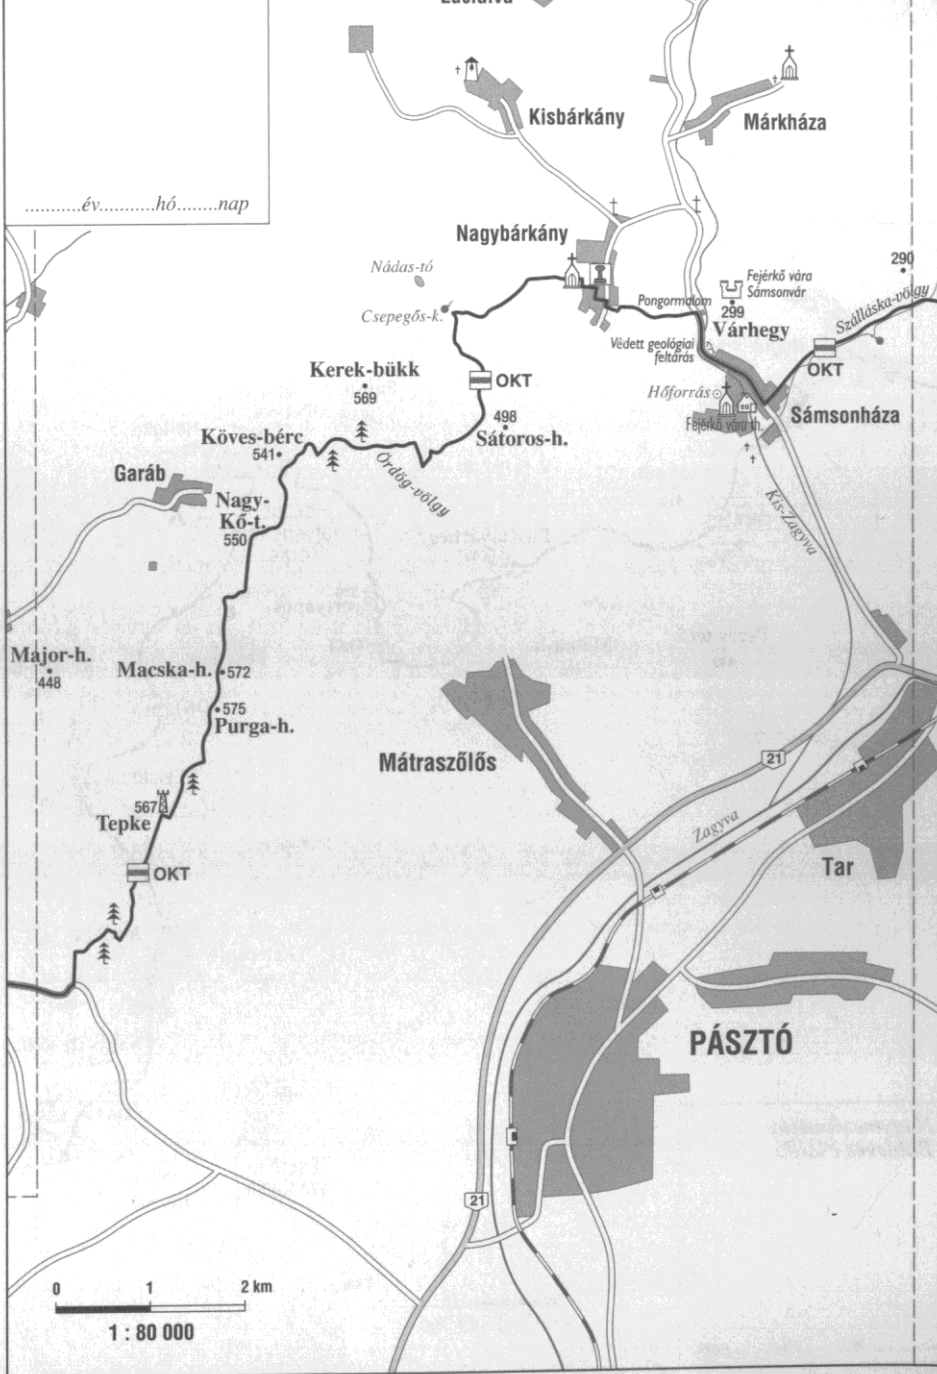 ..........év..........hó........nap
Kisbárkány
Márkháza
Nagybárkány
Nádas-tó
Csepegős-k.
Pongormalom
290
Fejérkő vára
Sámsonvár
299
Várhegy
Szálláska-völgy
Védett geológiai
feltárás
OKT
Kerek-bükk
569
OKT
Hőforrás
Fejérkő vára th.
Sámsonháza
498
Sátoros-h.
Köves-bérc
541
Ördög-völgy
Garáb
Nagy-
Kő-t.
550
Kis-Zagyva
Major-h.
448
Macska-h.
572
575
Purga-h.
Mátraszőlős
21
567
Tepke
Zagyva
Tar
OKT
PÁSZTÓ
21
0 1 2 km
1 : 80 000